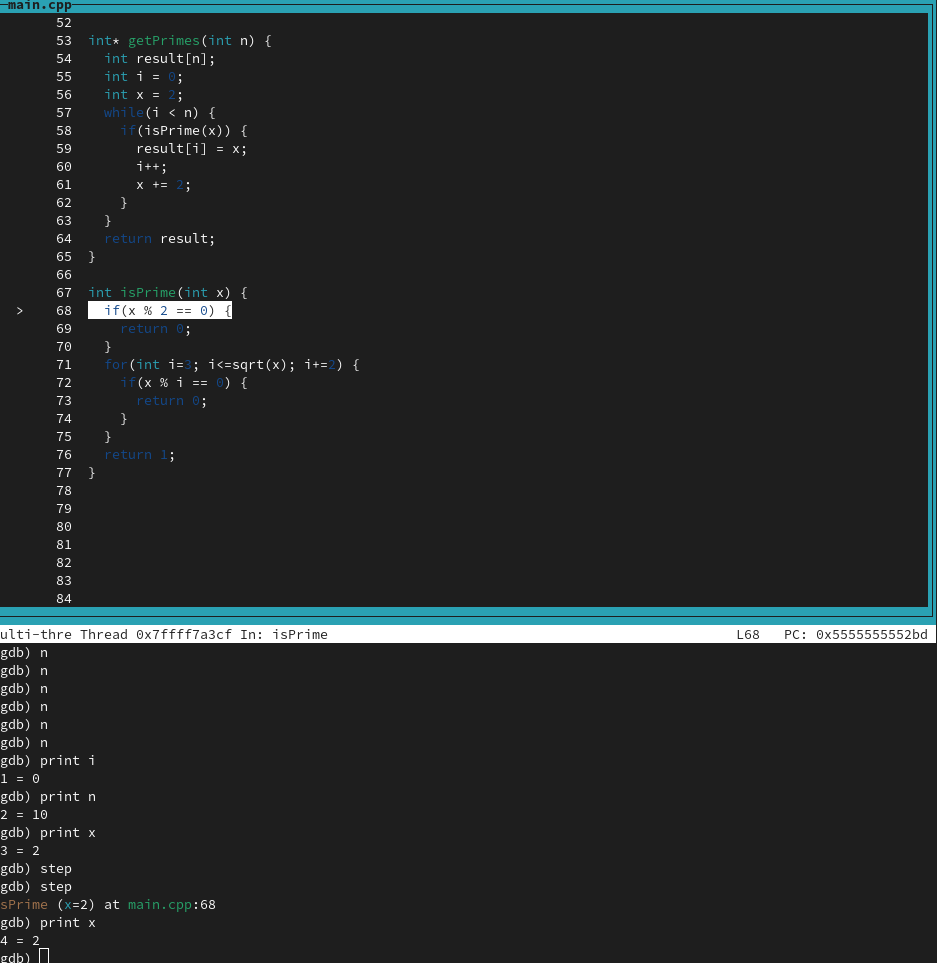 main.cpp
52
53 int* getPrimes(int n) {
54 int result[n];
55 int i = 0;
56 int x = 2;
57 while(i < n) {
58 if(isPrime(x)) {
59 result[i] = x;
60 i++;
61 x += 2;
62 }
63 }
64 return result;
65 }
66
67 int isPrime(int x) {
> 68 if(x % 2 == 0) {
69 return 0;
70 }
71 for(int i=3; i<=sqrt(x); i+=2) {
72 if(x % i == 0) {
73 return 0;
74 }
75 }
76 return 1;
77 }
78
79
80
81
82
83
84
ulti-thre Thread 0x7ffff7a3cf In: isPrime L68 PC: 0x5555555552bd
gdb) n
gdb) n
gdb) n
gdb) n
gdb) n
gdb) n
gdb) print i
1 = 0
gdb) print n
2 = 10
gdb) print x
3 = 2
gdb) step
gdb) step
sPrime (x=2) at main.cpp:68
gdb) print x
4 = 2
gdb)